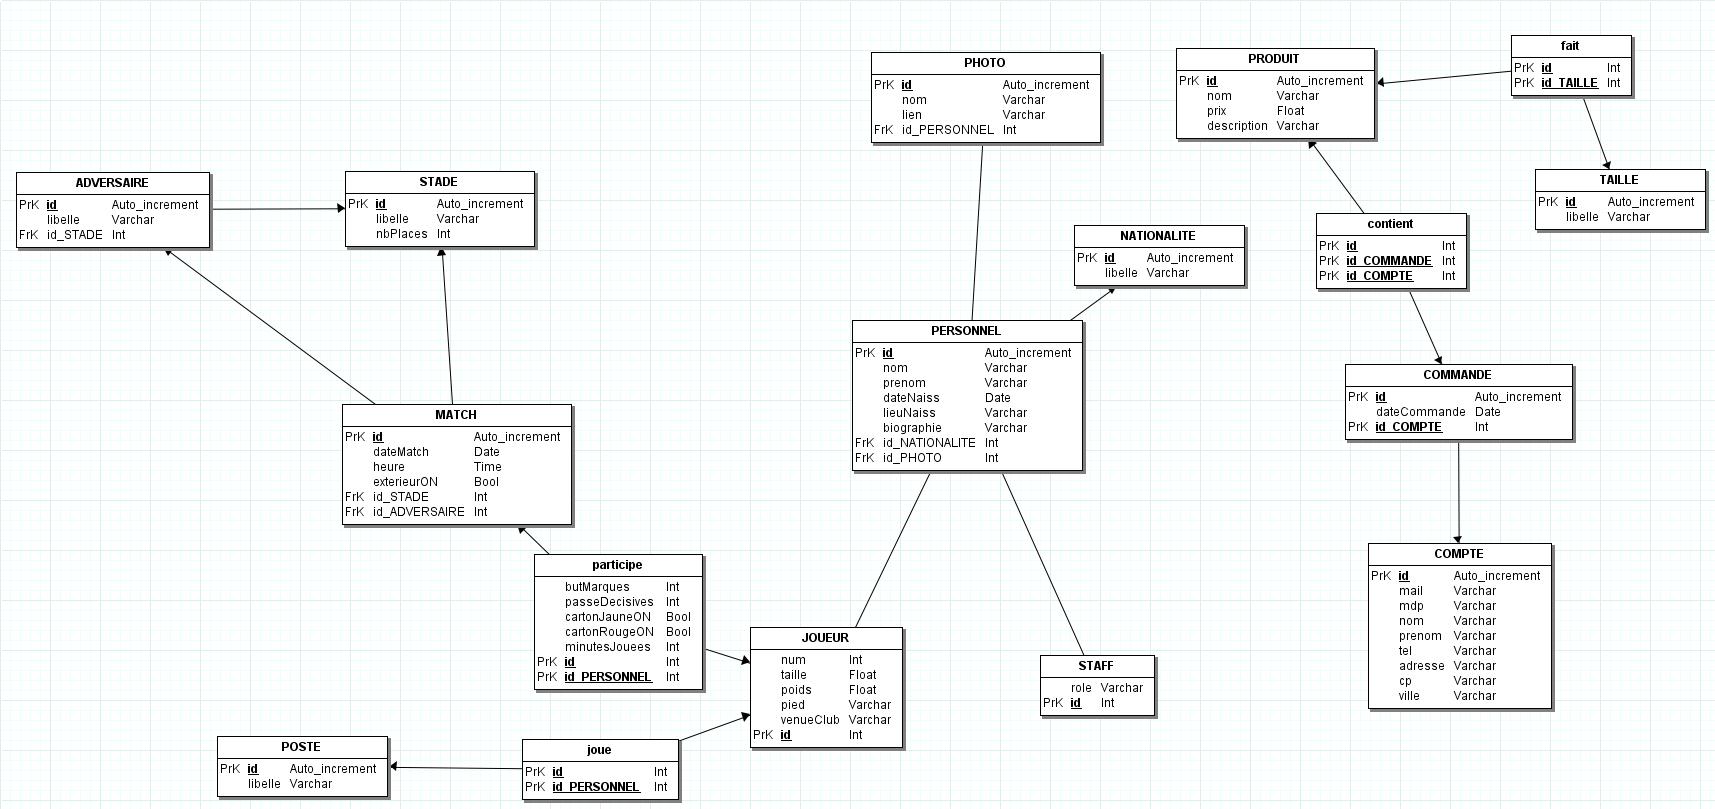 fait
PrK id Int
PrK id_TAILLE Int
PRODUIT
PrK id Auto_increment
nom Varchar
prix Float
description Varchar
PHOTO
PrK id Auto_increment
nom Varchar
lien Varchar
FrK id_PERSONNEL Int
ADVERSAIRE
PrK id Auto_increment
libelle Varchar
FrK id_STADE Int
STADE
PrK id Auto_increment
libelle Varchar
nbPlaces Int
TAILLE
PrK id Auto_increment
libelle Varchar
contient
PrK id Int
PrK id_COMMANDE Int
PrK id_COMPTE Int
NATIONALITE
PrK id Auto_increment
libelle Varchar
PERSONNEL
PrK id Auto_increment
nom Varchar
prenom Varchar
dateNaiss Date
lieuNaiss Varchar
biographie Varchar
FrK id_NATIONALITE Int
FrK id_PHOTO Int
COMMANDE
PrK id Auto_increment
dateCommande Date
PrK id_COMPTE Int
MATCH
PrK id Auto_increment
dateMatch Date
heure Time
exterieurON Bool
FrK id_STADE Int
FrK id_ADVERSAIRE Int
COMPTE
PrK id Auto_increment
mail Varchar
mdp Varchar
nom Varchar
prenom Varchar
tel Varchar
adresse Varchar
cp Varchar
ville Varchar
participe
butMarques Int
passeDecisives Int
cartonJauneON Bool
cartonRougeON Bool
minutesJouees Int
PrK id Int
PrK id_PERSONNEL Int
JOUEUR
num Int
taille Float
poids Float
pied Varchar
venueClub Varchar
PrK id Int
STAFF
role Varchar
PrK id Int
POSTE
PrK id Auto_increment
libelle Varchar
joue
PrK id Int
PrK id_PERSONNEL Int